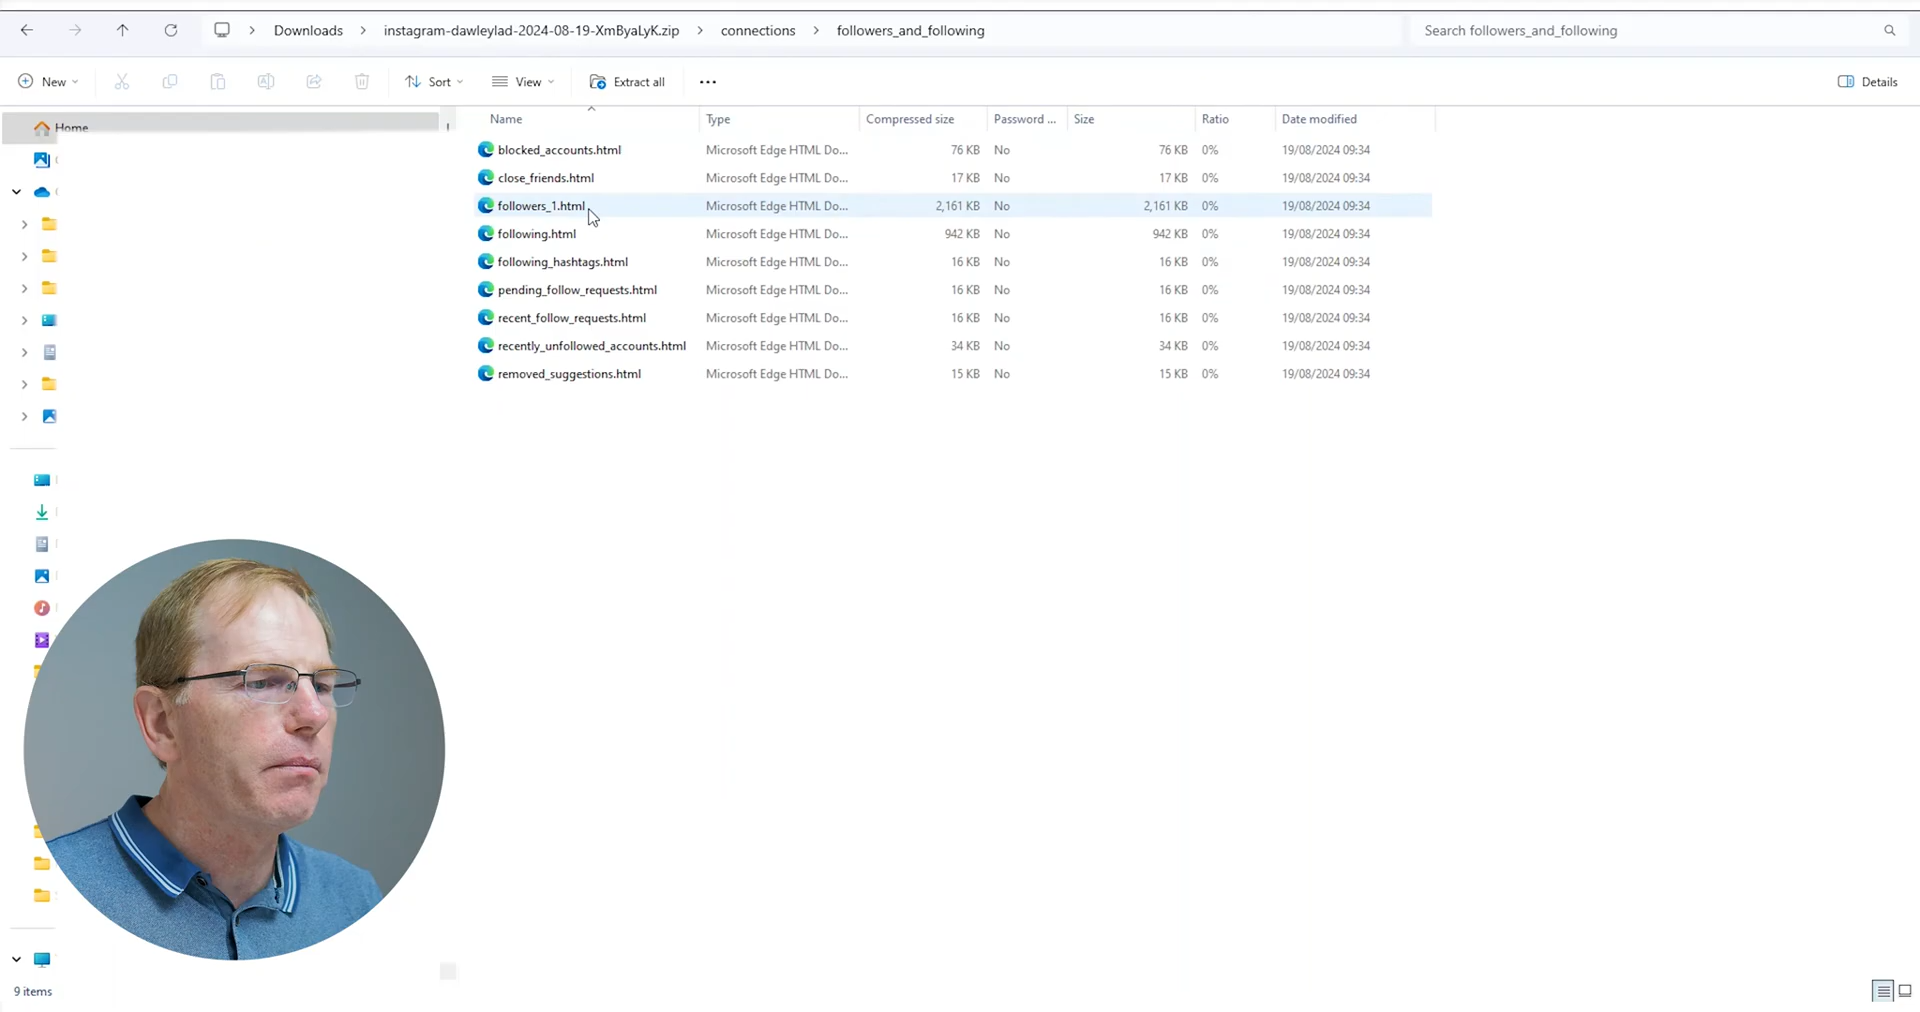 Downloads > instagram-dawleylad-2024-08-19-XmByaLyK.zip > connections > followers_and_following
Search followers_and_following
New Sort View Extract all ... Details
Home
Name Type Compressed size Password ... Size Ratio Date modified
blocked_accounts.html Microsoft Edge HTML Do... 76 KB No 76 KB 0% 19/08/2024 09:34
close_friends.html Microsoft Edge HTML Do... 17 KB No 17 KB 0% 19/08/2024 09:34
followers_1.html Microsoft Edge HTML Do... 2,161 KB No 2,161 KB 0% 19/08/2024 09:34
following.html Microsoft Edge HTML Do... 942 KB No 942 KB 0% 19/08/2024 09:34
following_hashtags.html Microsoft Edge HTML Do... 16 KB No 16 KB 0% 19/08/2024 09:34
pending_follow_requests.html Microsoft Edge HTML Do... 16 KB No 16 KB 0% 19/08/2024 09:34
recent_follow_requests.html Microsoft Edge HTML Do... 16 KB No 16 KB 0% 19/08/2024 09:34
recently_unfollowed_accounts.html Microsoft Edge HTML Do... 34 KB No 34 KB 0% 19/08/2024 09:34
removed_suggestions.html Microsoft Edge HTML Do... 15 KB No 15 KB 0% 19/08/2024 09:34
9 items